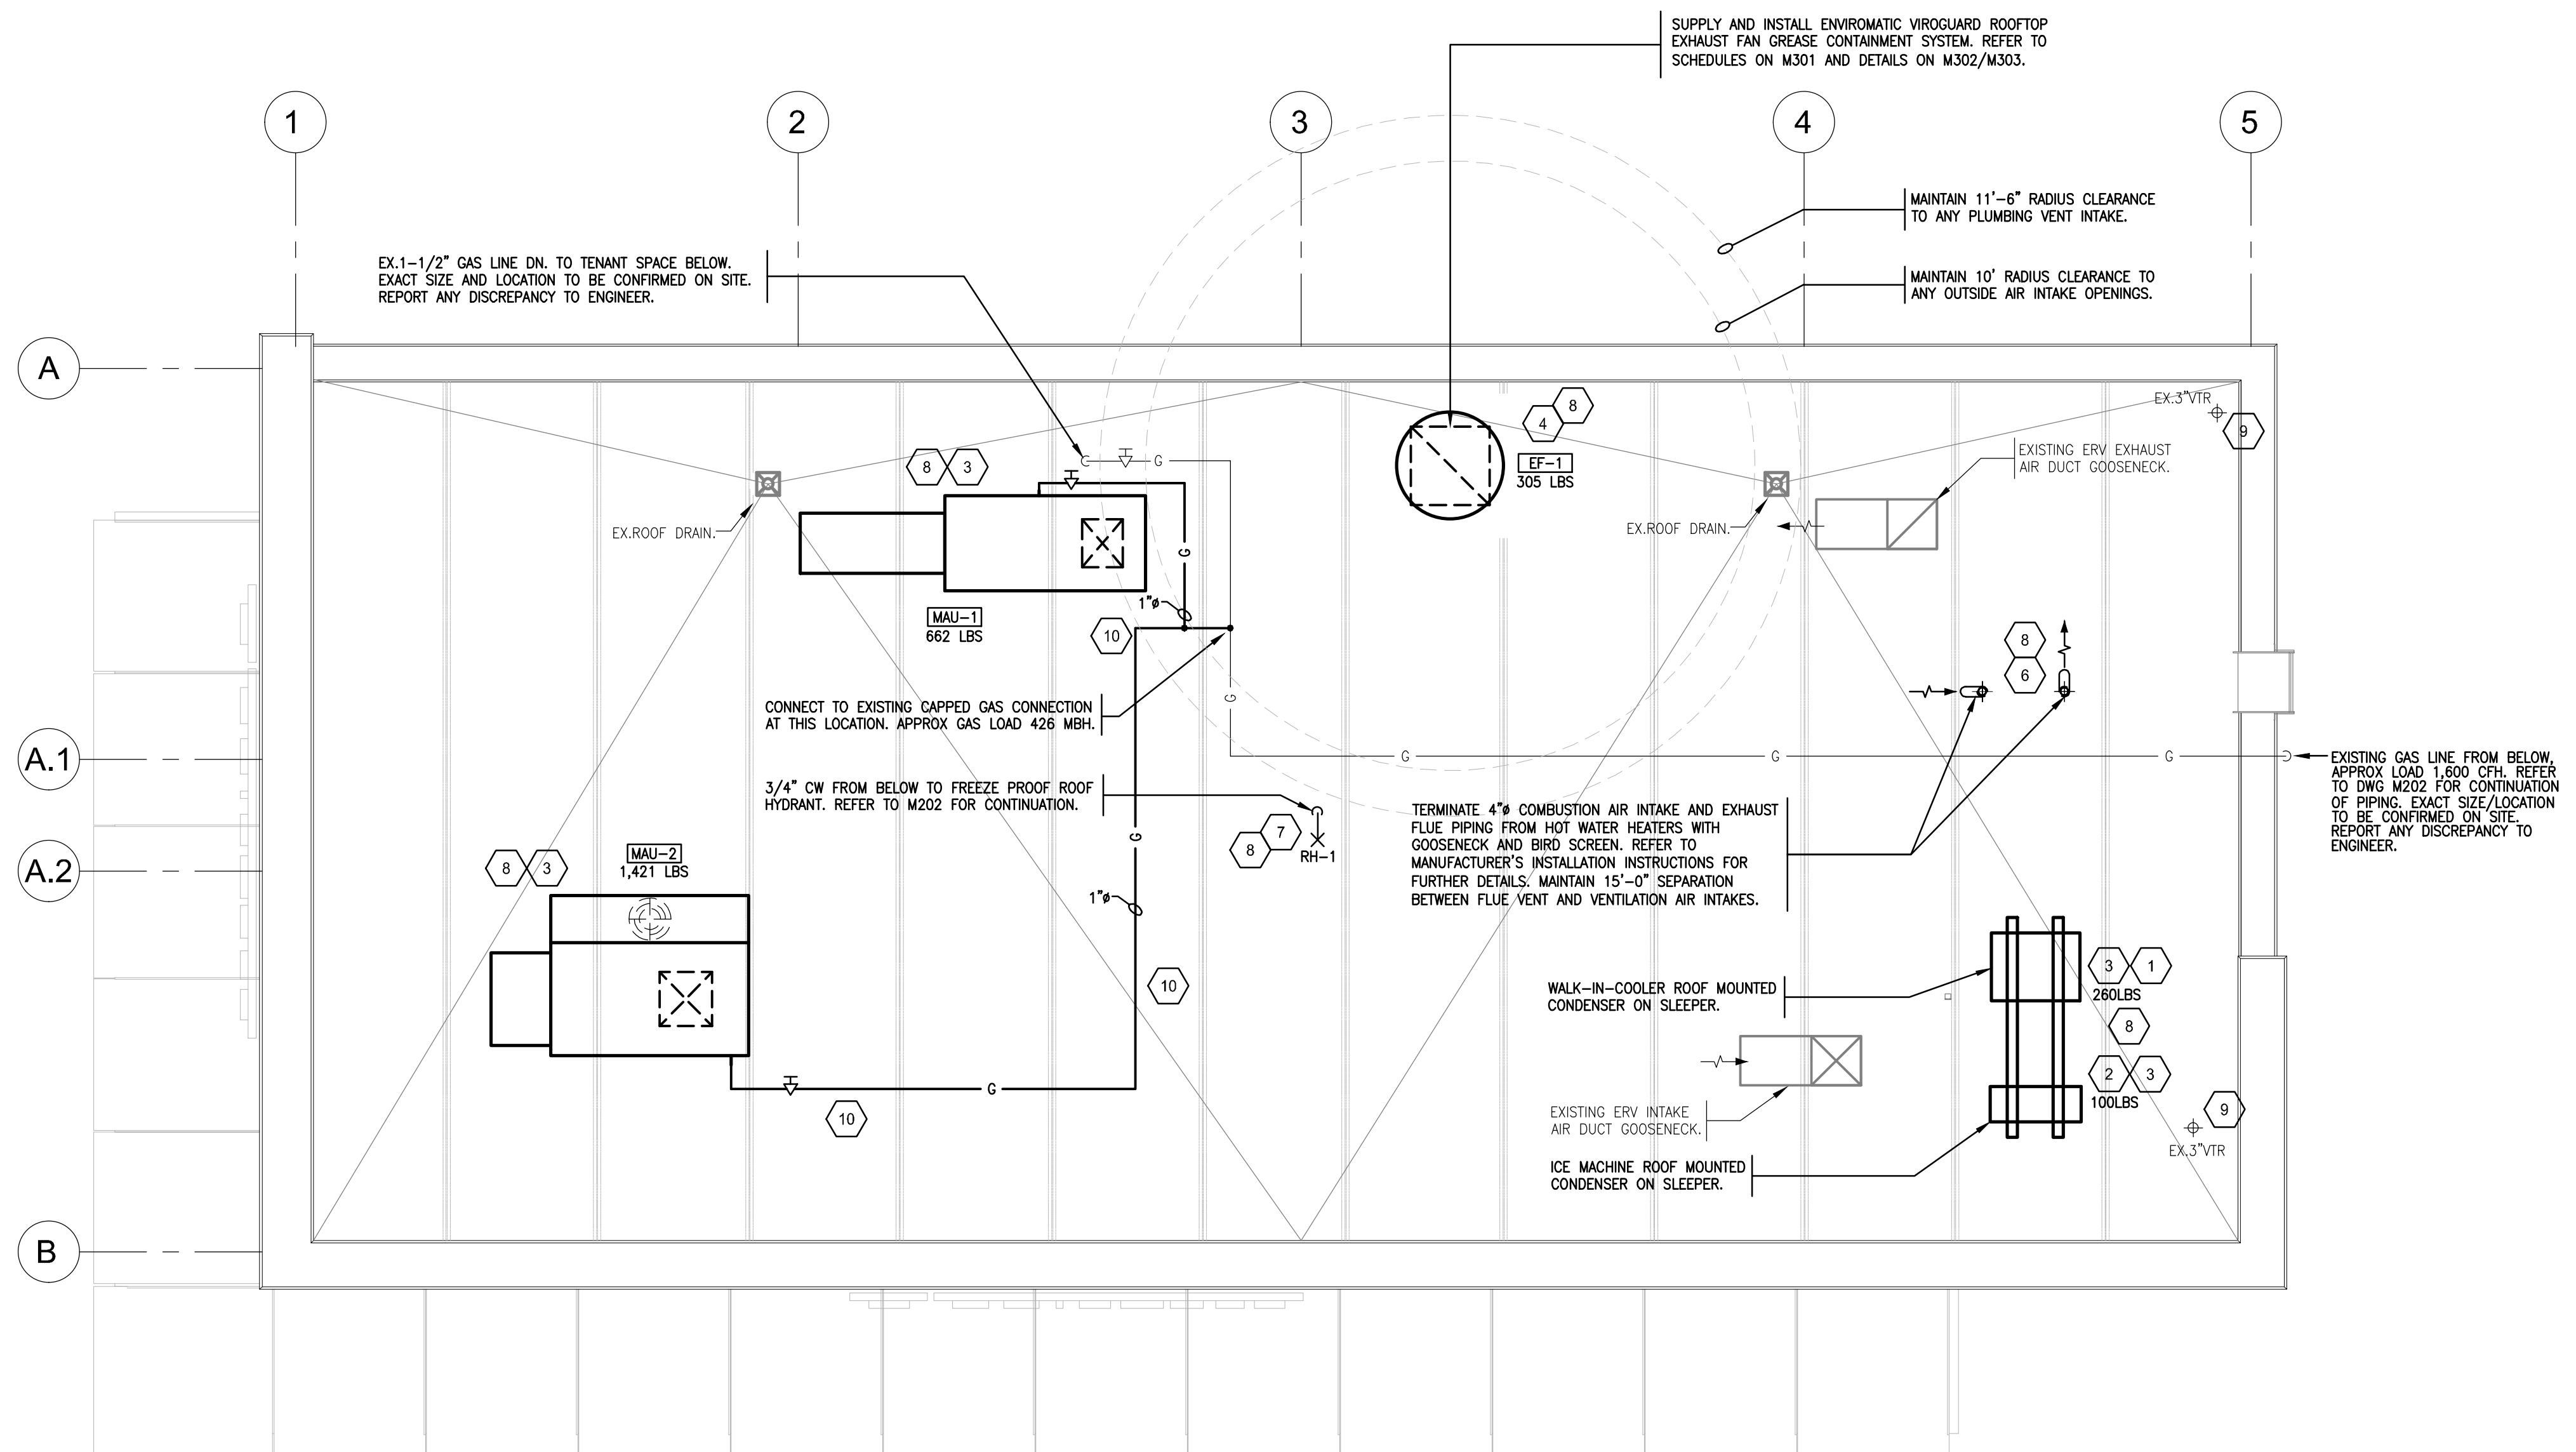 SUPPLY AND INSTALL ENVIROMATIC VIROGUARD ROOFTOP
EXHAUST FAN GREASE CONTAINMENT SYSTEM. REFER TO
SCHEDULES ON M301 AND DETAILS ON M302/M303.
1
2
3
4
5
MAINTAIN 11'-6" RADIUS CLEARANCE
TO ANY PLUMBING VENT INTAKE.
MAINTAIN 10' RADIUS CLEARANCE TO
ANY OUTSIDE AIR INTAKE OPENINGS.
EX.1-1/2" GAS LINE DN. TO TENANT SPACE BELOW.
EXACT SIZE AND LOCATION TO BE CONFIRMED ON SITE.
REPORT ANY DISCREPANCY TO ENGINEER.
A
EX.3"VTR
9
8
4
EF-1
305 LBS
8
3
G
EXISTING ERV EXHAUST
AIR DUCT GOOSENECK.
EX.ROOF DRAIN.
EX.ROOF DRAIN.
G
1"ø
MAU-1
662 LBS
10
8
6
G
CONNECT TO EXISTING CAPPED GAS CONNECTION
AT THIS LOCATION. APPROX GAS LOAD 426 MBH.
A.1
G
G
G
EXISTING GAS LINE FROM BELOW,
APPROX LOAD 1,600 CFH. REFER
TO DWG M202 FOR CONTINUATION
OF PIPING. EXACT SIZE/LOCATION
TO BE CONFIRMED ON SITE.
REPORT ANY DISCREPANCY TO
ENGINEER.
3/4" CW FROM BELOW TO FREEZE PROOF ROOF
HYDRANT. REFER TO M202 FOR CONTINUATION.
G
7
8
RH-1
TERMINATE 4"ø COMBUSTION AIR INTAKE AND EXHAUST
FLUE PIPING FROM HOT WATER HEATERS WITH
GOOSENECK AND BIRD SCREEN. REFER TO
MANUFACTURER'S INSTALLATION INSTRUCTIONS FOR
FURTHER DETAILS. MAINTAIN 15'-0" SEPARATION
BETWEEN FLUE VENT AND VENTILATION AIR INTAKES.
A.2
8
3
MAU-2
1,421 LBS
1"ø
10
WALK-IN-COOLER ROOF MOUNTED
CONDENSER ON SLEEPER.
3
1
260LBS
8
2
3
100LBS
G
10
EXISTING ERV INTAKE
AIR DUCT GOOSENECK.
9
EX.3"VTR
ICE MACHINE ROOF MOUNTED
CONDENSER ON SLEEPER.
B